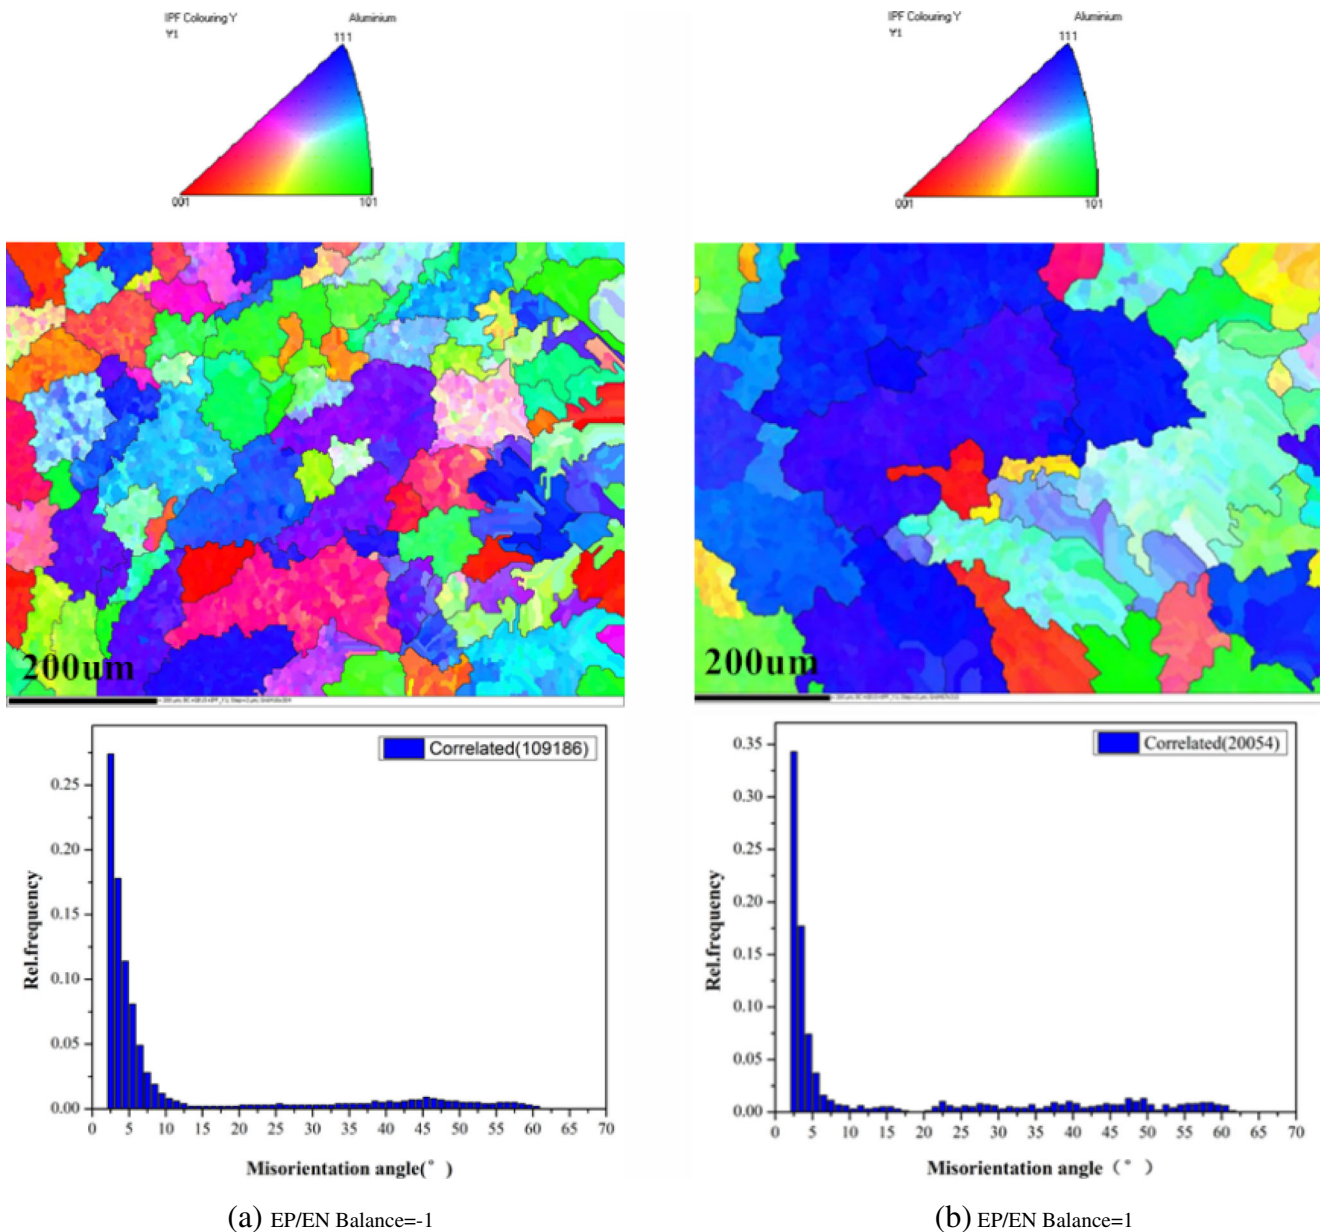 IPF Colouring Y
Aluminium
Y1
111
001
101
IPF Colouring Y
Aluminium
Y1
111
001
101
200um
200um
Correlated(109186)
0.25
0.20
0.15
0.10
0.05
0.00
Rel.frequency
0 5 10 15 20 25 30 35 40 45 50 55 60 65 70
Misorientation angle(°)
Correlated(20054)
0.35
0.30
0.25
0.20
0.15
0.10
0.05
0.00
Rel.frequency
0 5 10 15 20 25 30 35 40 45 50 55 60 65 70
Misorientation angle（°）
(a) EP/EN Balance=-1
(b) EP/EN Balance=1